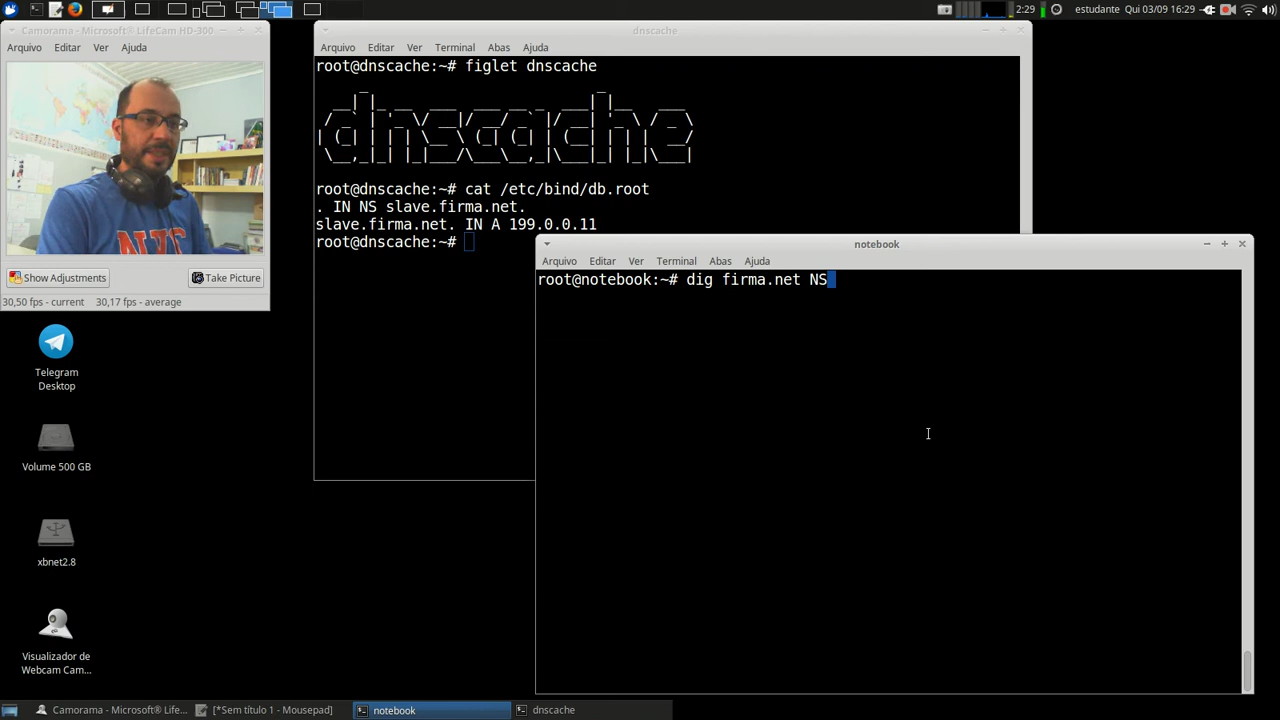 2:29 estudante Qui 03/09 16:29
Camorama - Microsoft® LifeCam HD-300
Arquivo Editar Ver Ajuda
Show Adjustments Take Picture
30,50 fps - current 30,17 fps - average
dnscache
Arquivo Editar Ver Terminal Abas Ajuda
root@dnscache:~# figlet dnscache
dnscache
root@dnscache:~# cat /etc/bind/db.root
. IN NS slave.firma.net.
slave.firma.net. IN A 199.0.0.11
root@dnscache:~#
notebook
Arquivo Editar Ver Terminal Abas Ajuda
root@notebook:~# dig firma.net NS
Telegram
Desktop
Volume 500 GB
xbnet2.8
Visualizador de
Webcam Cam...
Camorama - Microsoft® Life... [*Sem título 1 - Mousepad] notebook dnscache